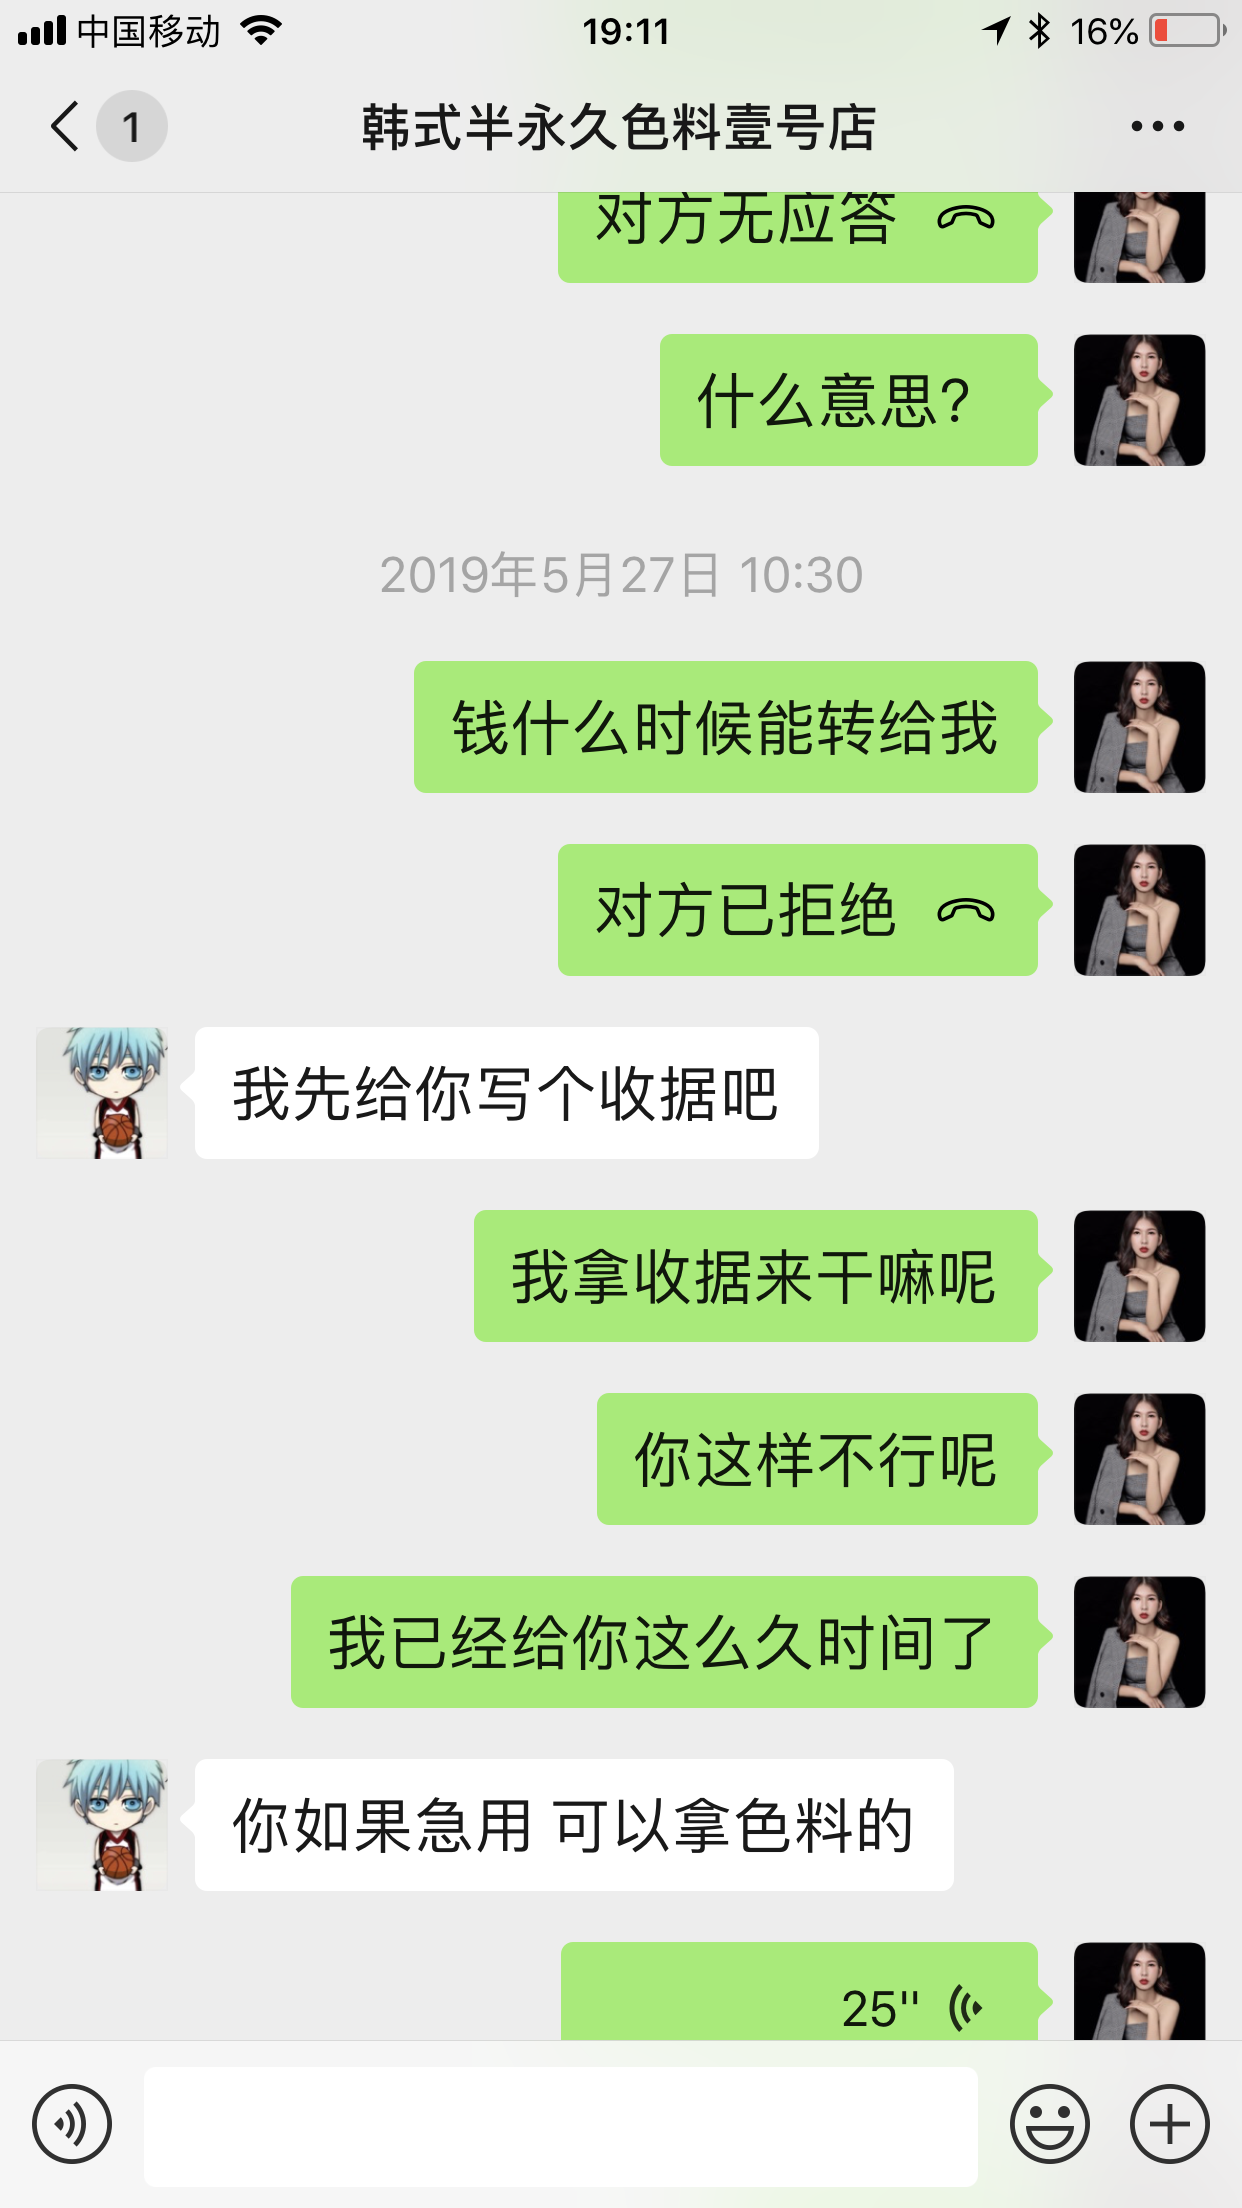 中国移动
19:11
16%
1
韩式半永久色料壹号店
对方无应答
什么意思?
2019年5月27日 10:30
钱什么时候能转给我
对方已拒绝
我先给你写个收据吧
我拿收据来干嘛呢
你这样不行呢
我已经给你这么久时间了
你如果急用 可以拿色料的
25"